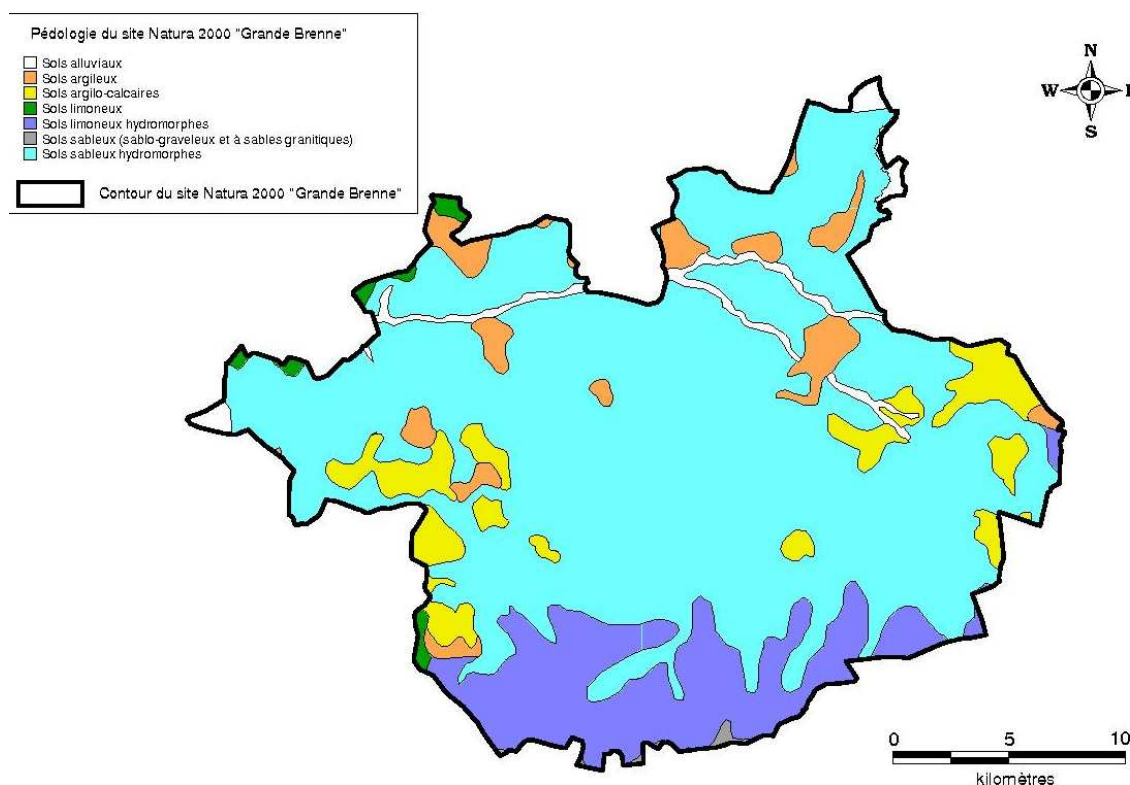 Pédologie du site Natura 2000 "Grande Brenne"
Sols alluviaux
Sols argileux
Sols argilo-calcaires
Sols limoneux
Sols limoneux hydromorphes
Sols sableux (sablo-graveleux et à sables granitiques)
Sols sableux hydromorphes
Contour du site Natura 2000 "Grande Brenne"
N
W
S
0 5 10
kilomètres